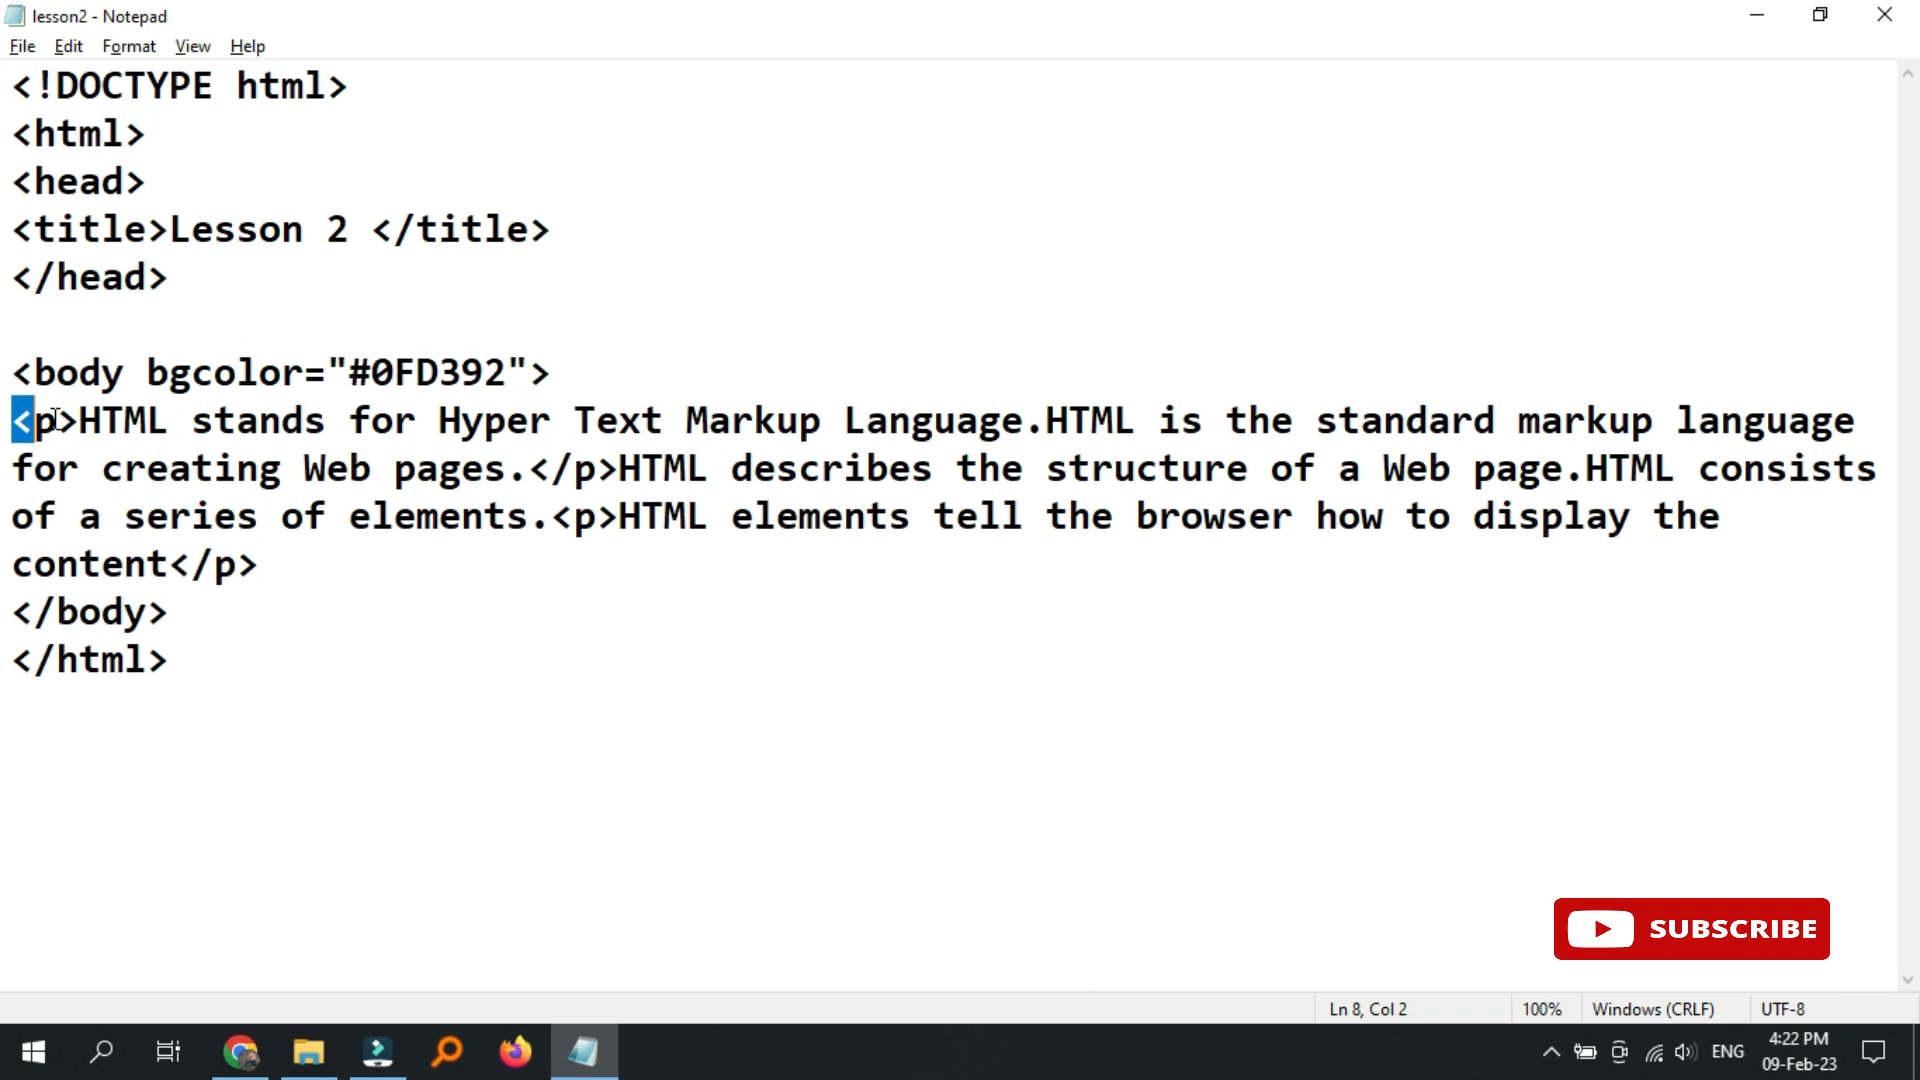 lesson2 - Notepad
File Edit Format View Help
<!DOCTYPE html>
<html>
<head>
<title>Lesson 2 </title>
</head>
<body bgcolor="#0FD392">
<p>HTML stands for Hyper Text Markup Language.HTML is the standard markup language
for creating Web pages.</p>HTML describes the structure of a Web page.HTML consists
of a series of elements.<p>HTML elements tell the browser how to display the
content</p>
</body>
</html>
SUBSCRIBE
Ln 8, Col 2 100% Windows (CRLF) UTF-8
ENG 4:22 PM
09-Feb-23